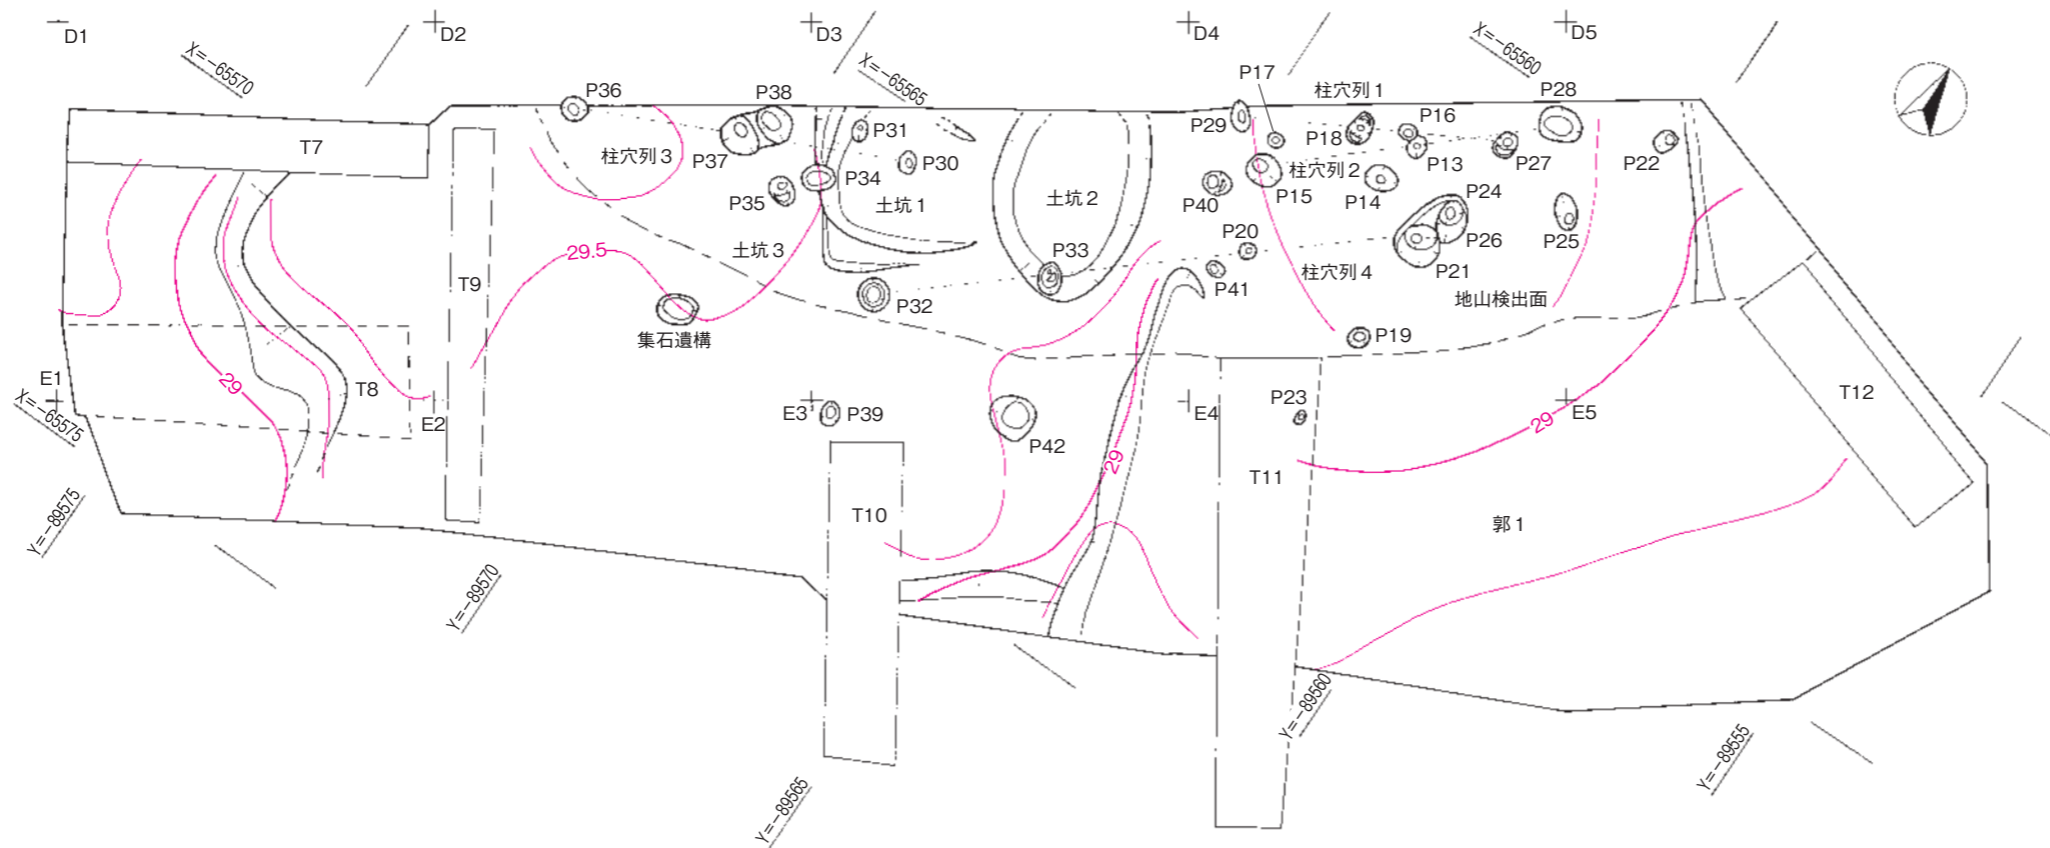 D1
D2
D3
D4
D5
X=-65570
X=-65565
X=-65560
P17
柱穴列 1
P36
P38
P28
P31
P29
P18
P16
T7
柱穴列 3
P37
P30
P13
P27
P22
P34
柱穴列 2
P35
土坑 1
土坑 2
P40
P15
P14
P24
土坑 3
29.5
P20
P26
P25
T9
P33
柱穴列 4
P21
P41
地山検出面
P32
集石遺構
P19
E1
29
T8
T12
X=-65575
E2
E3
P39
P42
E4
P23
E5
29
29
T11
T10
郭 1
Y=-89575
Y=-89570
Y=-89565
Y=-89560
Y=-89555